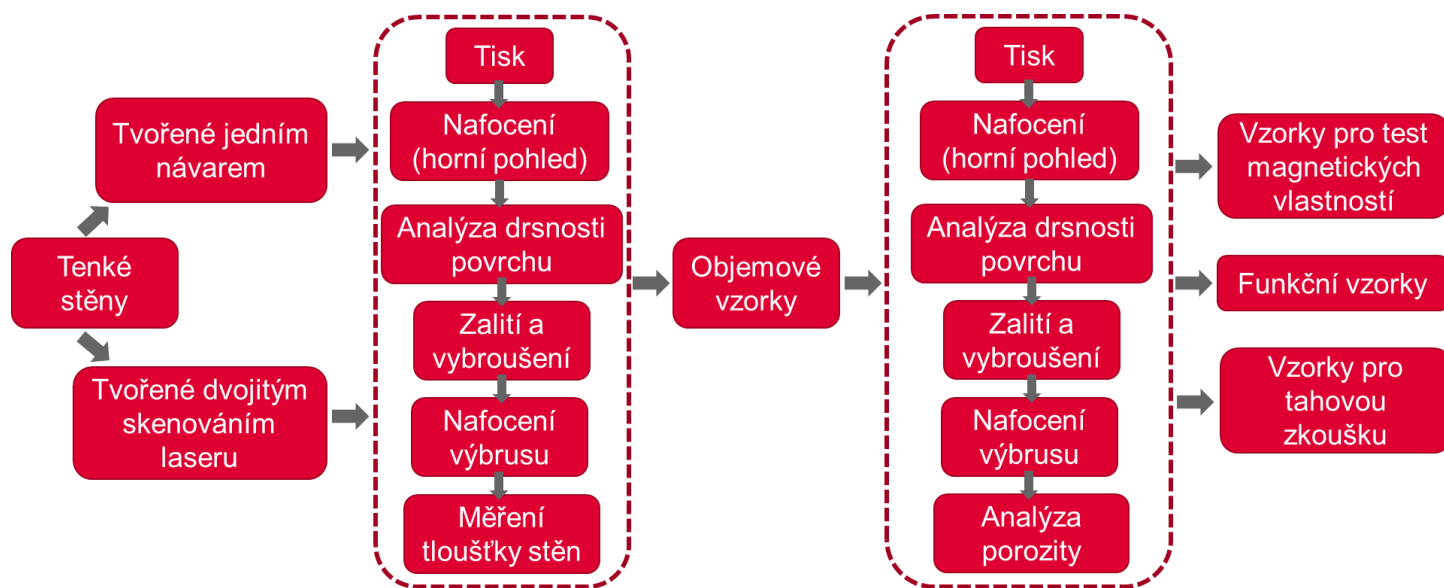 Tenké
stěny
Tvořené jedním
návarem
Tvořené dvojitým
skenováním
laseru
Tisk
Nafocení
(horní pohled)
Analýza drsnosti
povrchu
Zalití a
vybroušení
Nafocení
výbrusu
Měření
tloušťky stěn
Objemové
vzorky
Tisk
Nafocení
(horní pohled)
Analýza drsnosti
povrchu
Zalití a
vybroušení
Nafocení
výbrusu
Analýza
porozity
Vzorky pro test
magnetických
vlastností
Funkční vzorky
Vzorky pro
tahovou
zkoušku